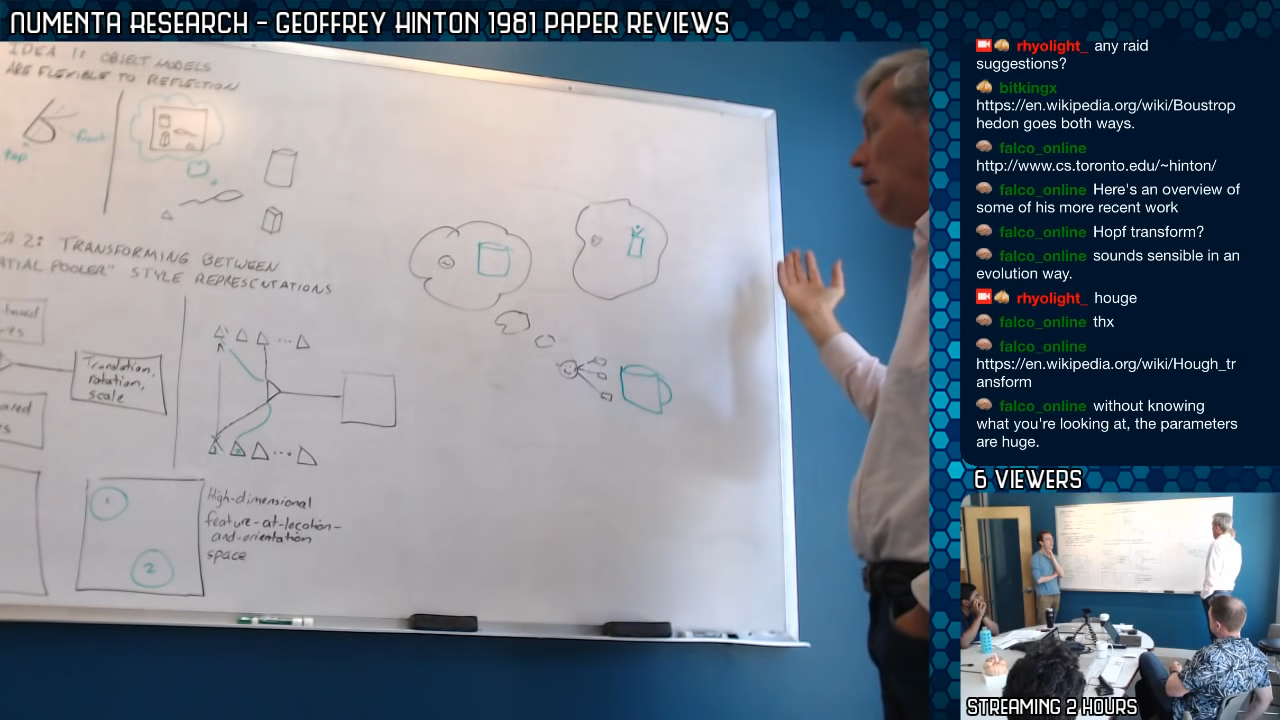 NUMENTA RESEARCH - GEOFFREY HINTON 1981 PAPER REVIEWS
IDEA 1: OBJECT MODELS
ARE FLEXIBLE TO REFLECTION
top
front
2: TRANSFORMING BETWEEN
POOLER" STYLE REPRESENTATIONS
Translation,
rotation,
scale
1
2
High-dimensional
feature-at-location-
and-orientation
space
rhyolight_ any raid
suggestions?
bitkingx
https://en.wikipedia.org/wiki/Boustrop
hedon goes both ways.
falco_online
http://www.cs.toronto.edu/~hinton/
falco_online Here's an overview of
some of his more recent work
falco_online Hopf transform?
falco_online sounds sensible in an
evolution way.
rhyolight_ houge
falco_online thx
falco_online
https://en.wikipedia.org/wiki/Hough_tr
ansform
falco_online without knowing
what you're looking at, the parameters
are huge.
6 VIEWERS
STREAMING 2 HOURS